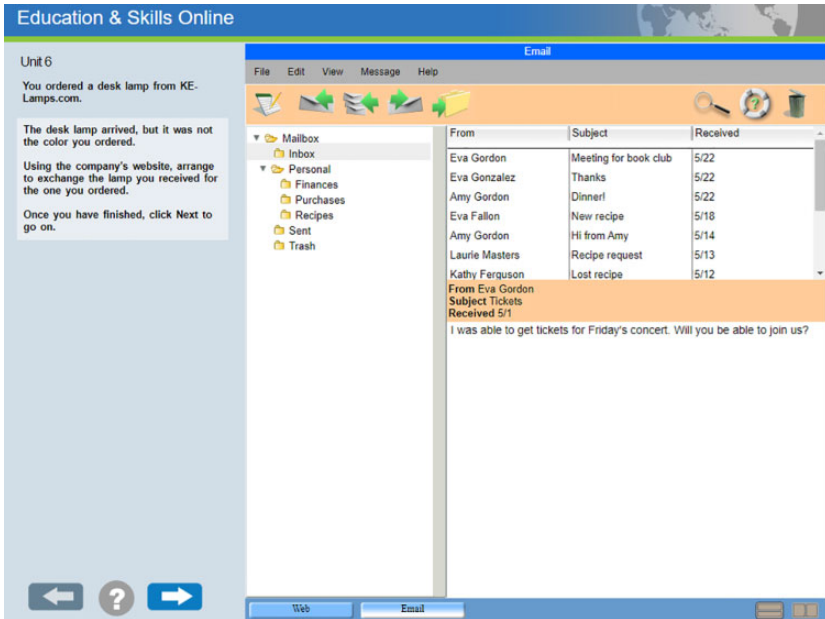 Education & Skills Online
Unit 6
You ordered a desk lamp from KE-
Lamps.com.
The desk lamp arrived, but it was not
the color you ordered.
Using the company's website, arrange
to exchange the lamp you received for
the one you ordered.
Once you have finished, click Next to
go on.
?
Email
File Edit View Message Help
?
Mailbox
Inbox
Personal
Finances
Purchases
Recipes
Sent
Trash
From Subject Received
Eva Gordon Meeting for book club 5/22
Eva Gonzalez Thanks 5/22
Amy Gordon Dinner! 5/22
Eva Fallon New recipe 5/18
Amy Gordon Hi from Amy 5/14
Laurie Masters Recipe request 5/13
Kathy Ferguson Lost recipe 5/12
From Eva Gordon
Subject Tickets
Received 5/1
I was able to get tickets for Friday's concert. Will you be able to join us?
Web Email